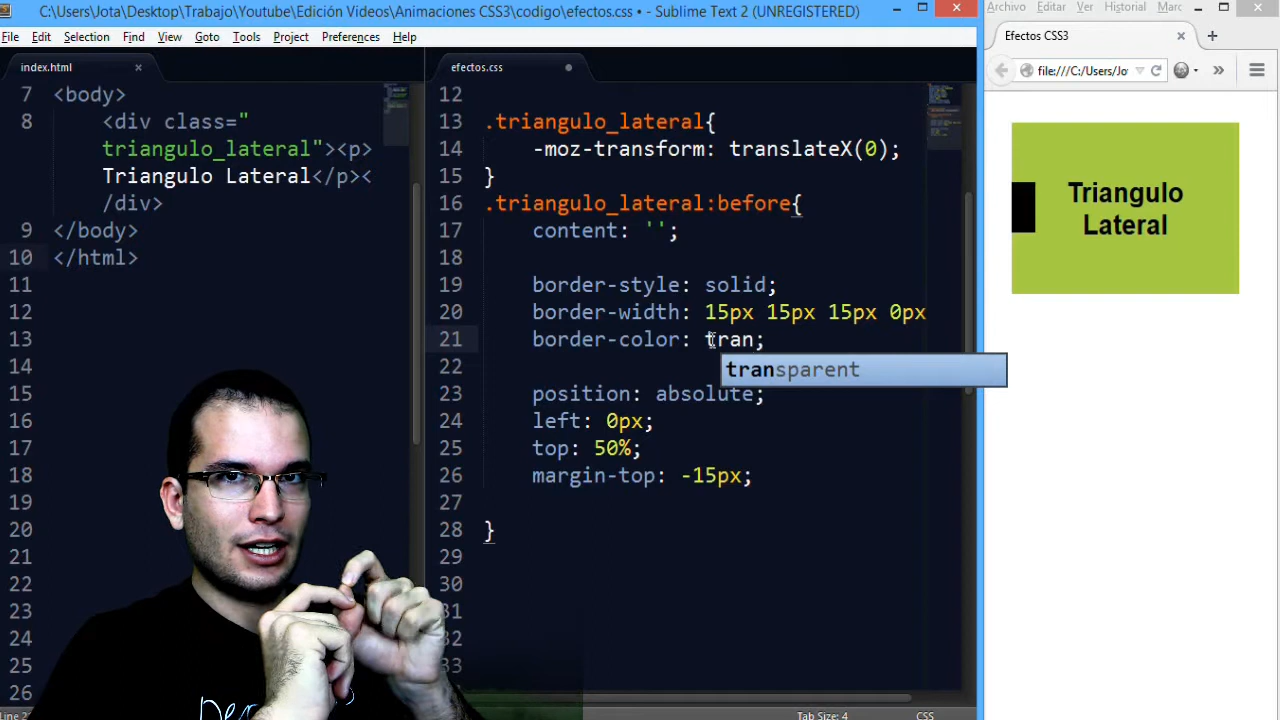 C:\Users\Jota\Desktop\Trabajo\Youtube\Edición Videos\Animaciones CSS3\codigo\efectos.css • - Sublime Text 2 (UNREGISTERED)
File Edit Selection Find View Goto Tools Project Preferences Help
index.html
7 <body>
8 <div class="
triangulo_lateral"><p>
Triangulo Lateral</p><
/div>
9 </body>
10 </html>
11
12
13
14
15
16
17
18
19
20
21
22
23
24
25
26
efectos.css
12
13 .triangulo_lateral{
14 -moz-transform: translateX(0);
15 }
16 .triangulo_lateral:before{
17 content: '';
18
19 border-style: solid;
20 border-width: 15px 15px 15px 0px
21 border-color: tran;
transparent
22
23 position: absolute;
24 left: 0px;
25 top: 50%;
26 margin-top: -15px;
27
28 }
29
30
31
32
33
Tab Size: 4 CSS
Archivo Editar Ver Historial Marc
Efectos CSS3
file:///C:/Users/Jot
Triangulo
Lateral